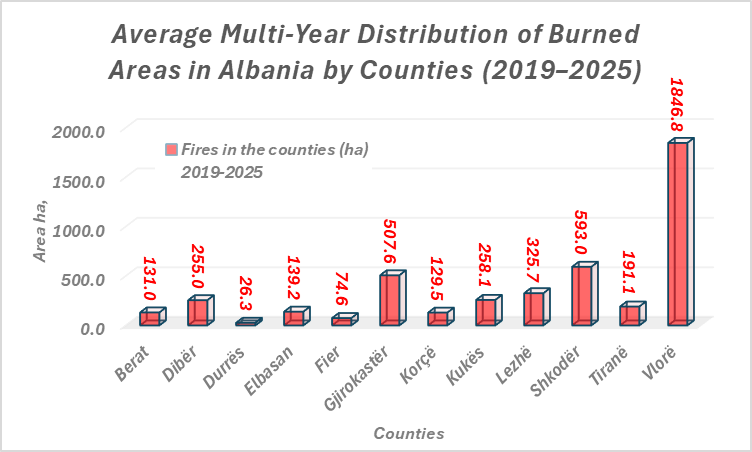 Average Multi-Year Distribution of Burned
Areas in Albania by Counties (2019–2025)
2000.0
1500.0
1000.0
500.0
0.0
Area ha,
Fires in the counties (ha)
2019-2025
131.0
255.0
26.3
139.2
74.6
507.6
129.5
258.1
325.7
593.0
191.1
1846.8
Berat
Dibër
Durrës
Elbasan
Fier
Gjirokastër
Korçë
Kukës
Lezhë
Shkodër
Tiranë
Vlorë
Counties